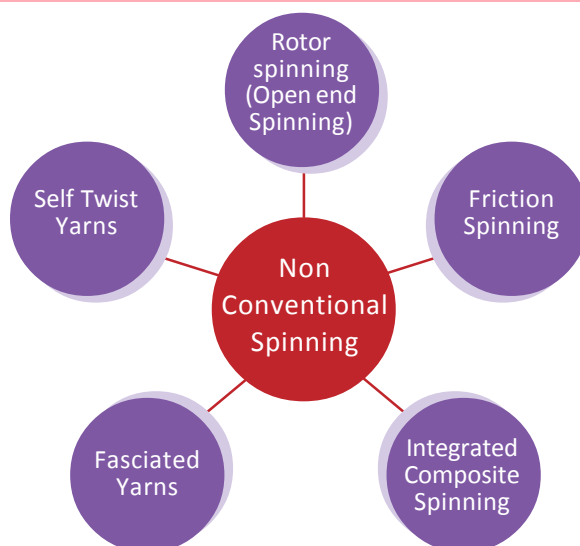 Rotor
spinning
(Open end
Spinning)
Self Twist
Yarns
Friction
Spinning
Non
Conventional
Spinning
Fasciated
Yarns
Integrated
Composite
Spinning